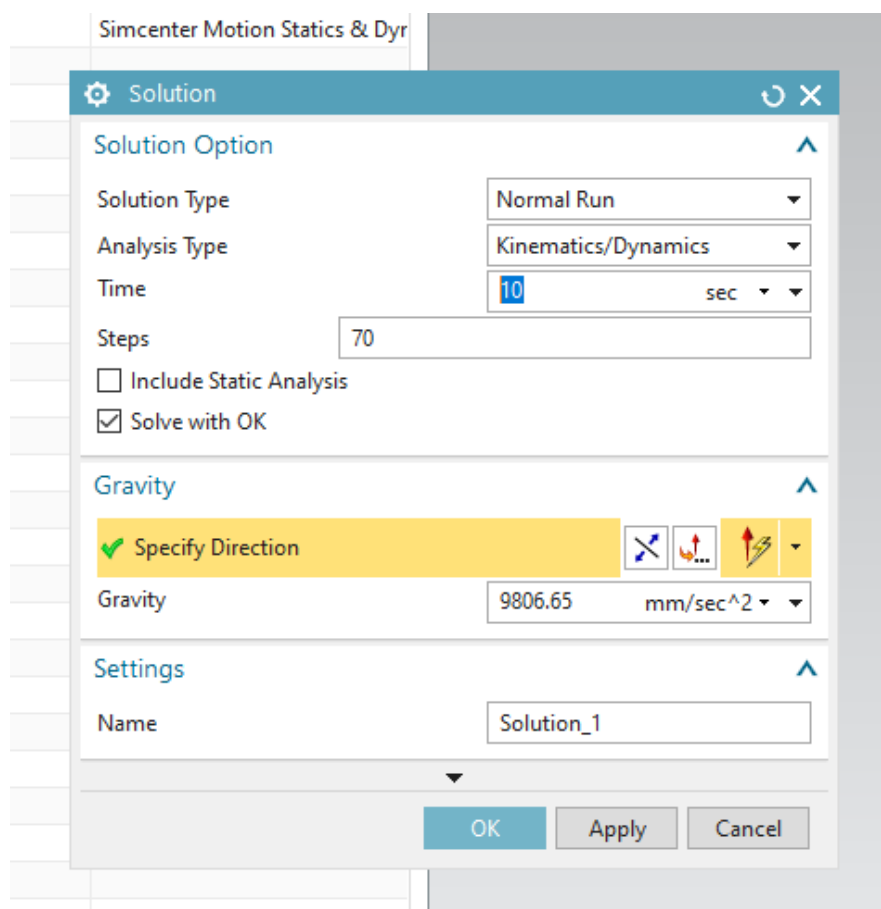 Simcenter Motion Statics & Dyr
Solution
Solution Option
Solution Type Normal Run
Analysis Type Kinematics/Dynamics
Time 10 sec
Steps 70
Include Static Analysis
Solve with OK
Gravity
Specify Direction
Gravity 9806.65 mm/sec^2
Settings
Name Solution_1
OK Apply Cancel